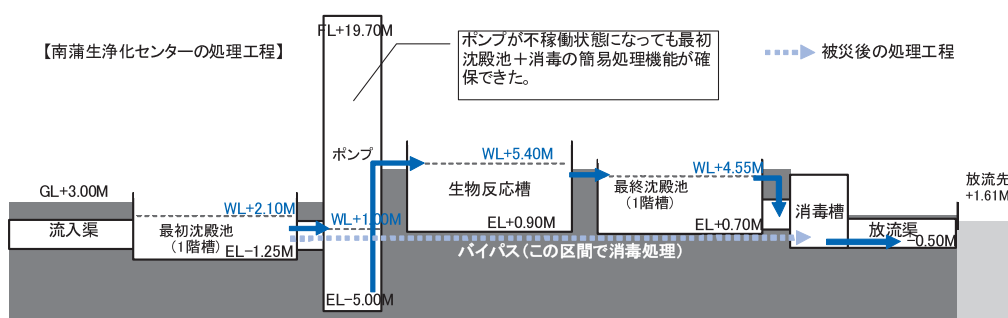 【南蒲生浄化センターの処理工程】
FL+19.70M
ポンプが不稼働状態になっても最初
沈殿池+消毒の簡易処理機能が確
保できた。
被災後の処理工程
GL+3.00M
流入渠
WL+2.10M
最初沈殿池
(1階槽)
EL-1.25M
ポンプ
WL+1.00M
EL-5.00M
WL+5.40M
生物反応槽
EL+0.90M
WL+4.55M
最終沈殿池
(1階槽)
EL+0.70M
消毒槽
放流渠
-0.50M
放流先
+1.61M
バイパス(この区間で消毒処理)